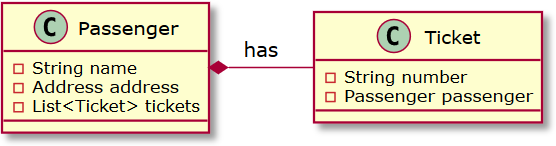 C Passenger
String name
Address address
List<Ticket> tickets
has
C Ticket
String number
Passenger passenger